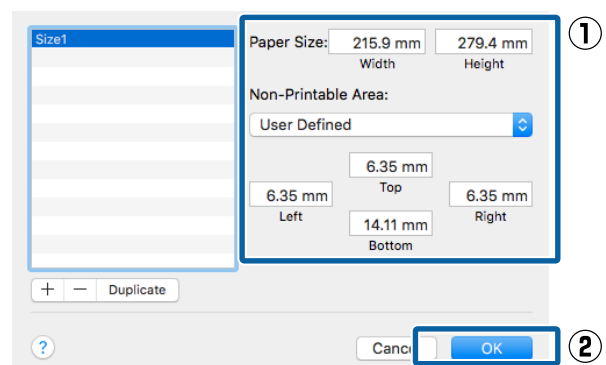 Size1
Paper Size: 215.9 mm 279.4 mm
Width Height
Non-Printable Area:
User Defined
6.35 mm
Top
6.35 mm 6.35 mm
Left Right
14.11 mm
Bottom
+ − Duplicate
? Cance OK
①
②